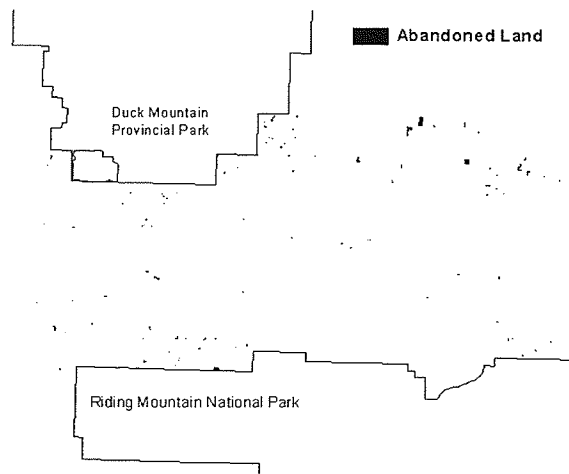 Abandoned Land
Duck Mountain
Provincial Park
Riding Mountain National Park